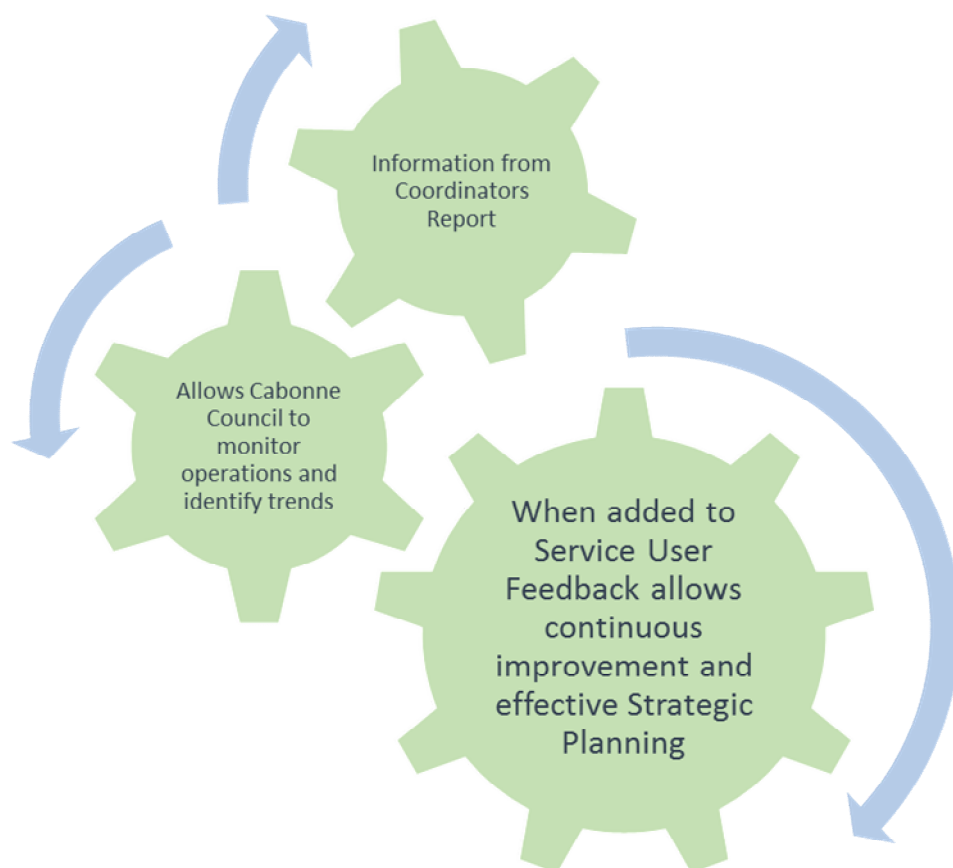 Information from
Coordinators
Report
Allows Cabonne
Council to
monitor
operations and
identify trends
When added to
Service User
Feedback allows
continuous
improvement and
effective Strategic
Planning